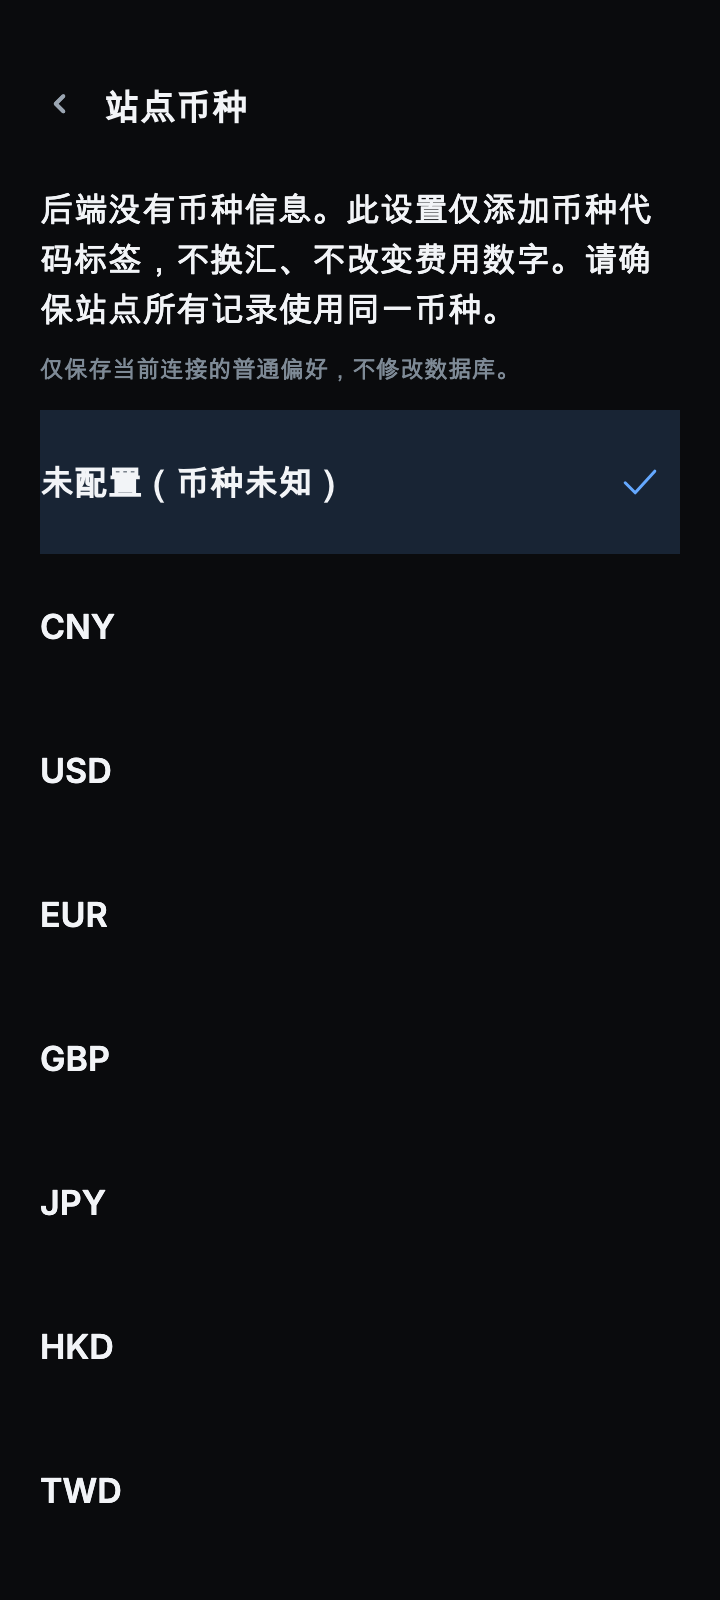 站点币种
后端没有币种信息。此设置仅添加币种代
码标签，不换汇、不改变费用数字。请确
保站点所有记录使用同一币种。
仅保存当前连接的普通偏好，不修改数据库。
未配置（币种未知）
CNY
USD
EUR
GBP
JPY
HKD
TWD